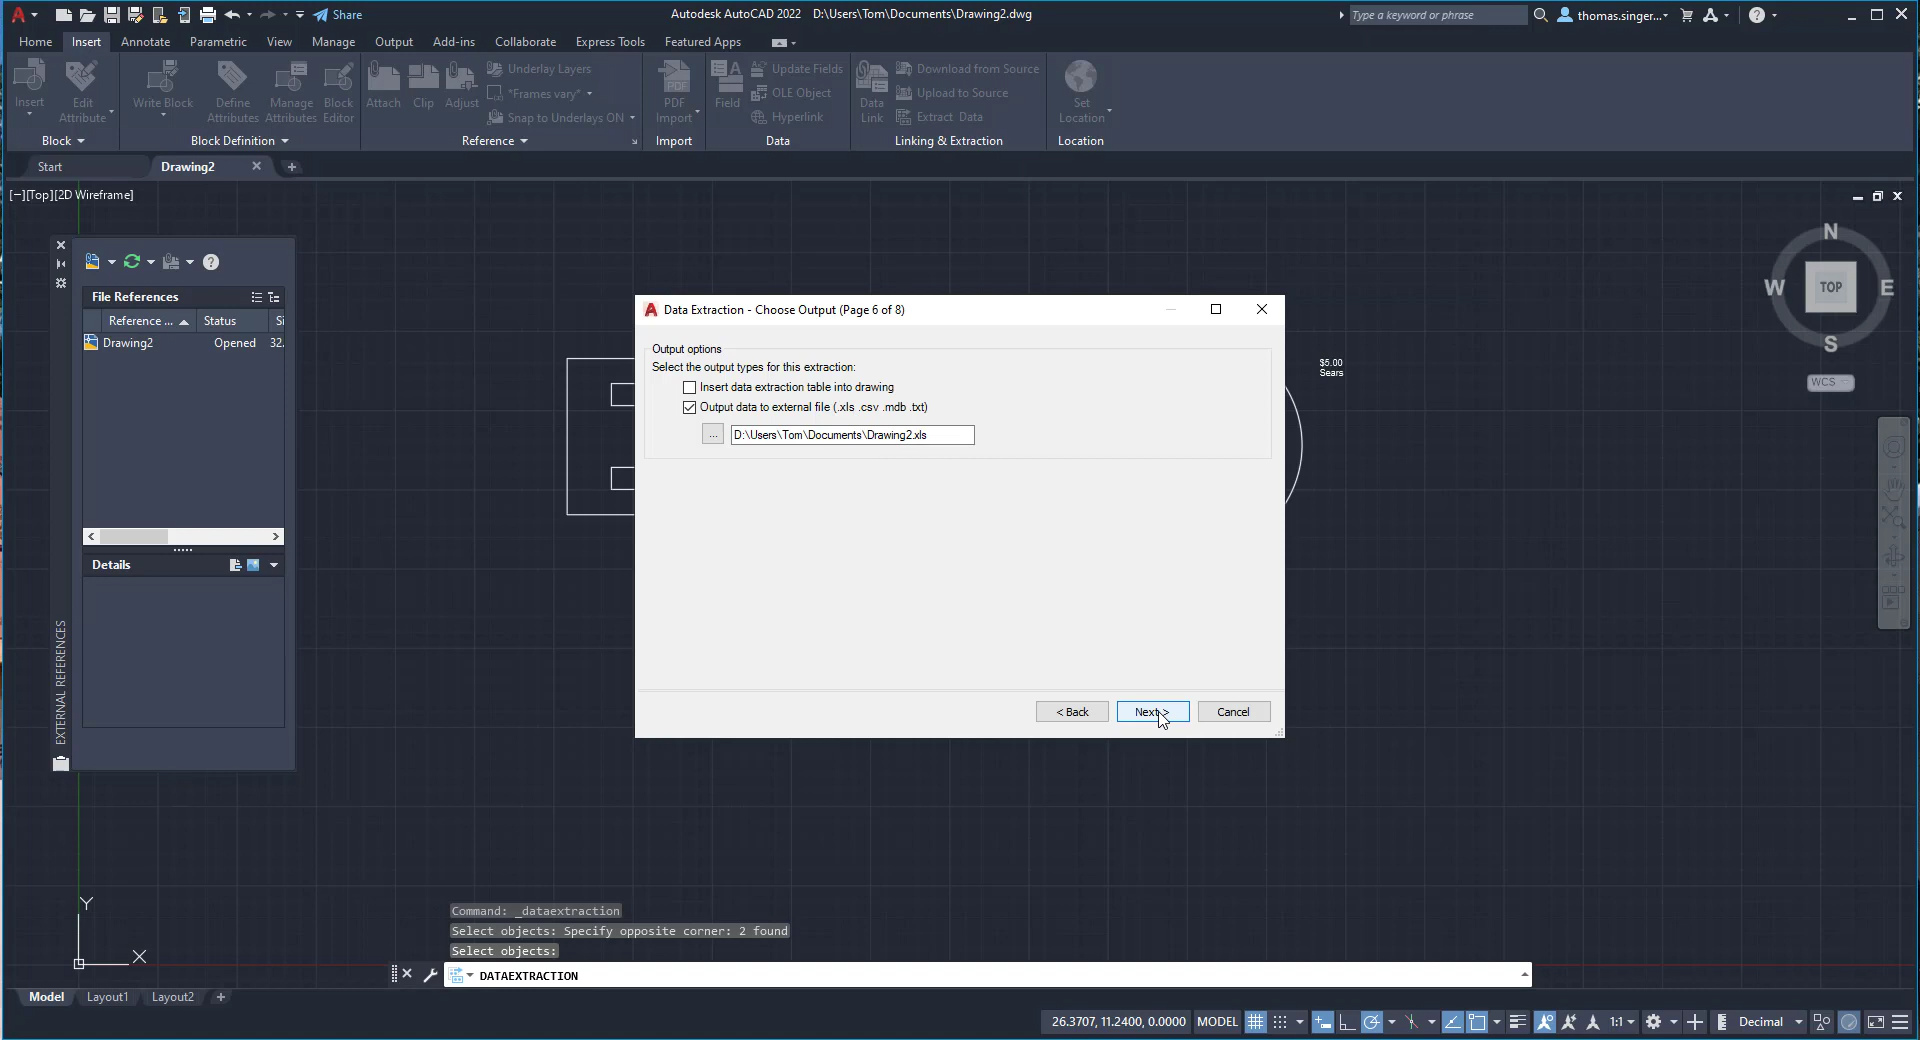 Share
Autodesk AutoCAD 2022 D:\Users\Tom\Documents\Drawing2.dwg
Type a keyword or phrase
thomas.singer...
Home Insert Annotate Parametric View Manage Output Add-ins Collaborate Express Tools Featured Apps
Insert
Edit Attribute
Write Block
Define Attributes
Manage Attributes
Block Editor
Attach
Clip
Adjust
Underlay Layers
*Frames vary*
Snap to Underlays ON
PDF
PDF Import
Field
Update Fields
OLE Object
Hyperlink
Data Link
Download from Source
Upload to Source
Extract Data
Set Location
Block Block Definition Reference Import Data Linking & Extraction Location
Start Drawing2
[−][Top][2D Wireframe]
N
W TOP E
S
WCS
File References
Reference ... Status Si
Drawing2 Opened 32.
Details
EXTERNAL REFERENCES
Data Extraction - Choose Output (Page 6 of 8)
Output options
Select the output types for this extraction:
Insert data extraction table into drawing
Output data to external file (.xls .csv .mdb .txt)
... D:\Users\Tom\Documents\Drawing2.xls
< Back Next > Cancel
$5.00
Sears
Y
X
Command: _dataextraction
Select objects: Specify opposite corner: 2 found
Select objects:
DATAEXTRACTION
Model Layout1 Layout2
26.3707, 11.2400, 0.0000 MODEL 1:1 Decimal